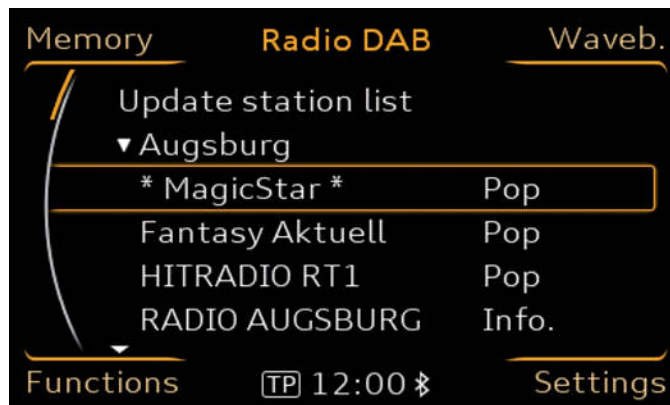 Memory Radio DAB Waveb.
Update station list
▼ Augsburg
* MagicStar * Pop
Fantasy Aktuell Pop
HITRADIO RT1 Pop
RADIO AUGSBURG Info.
Functions TP 12:00 Settings